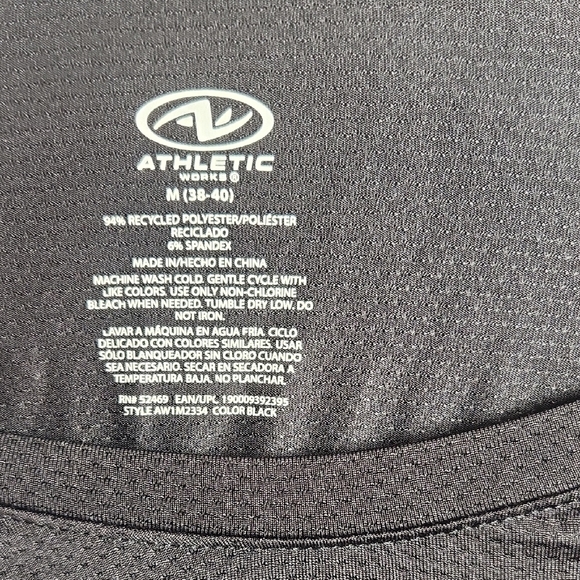 ATHLETIC
WORKS®
M (38-40)
94% RECYCLED POLYESTER/POLIÉSTER
RECICLADO
6% SPANDEX
MADE IN/HECHO EN CHINA
MACHINE WASH COLD. GENTLE CYCLE WITH
LIKE COLORS. USE ONLY NON-CHLORINE
BLEACH WHEN NEEDED. TUMBLE DRY LOW. DO
NOT IRON.
LAVAR A MÁQUINA EN AGUA FRIA. CICLO
DELICADO CON COLORES SIMILARES. USAR
SÓLO BLANQUEADOR SIN CLORO CUANDO
SEA NECESARIO. SECAR EN SECADORA A
TEMPERATURA BAJA. NO PLANCHAR.
RN# 52469 EAN/UPC 190009392395
STYLE AW1M2334 COLOR BLACK